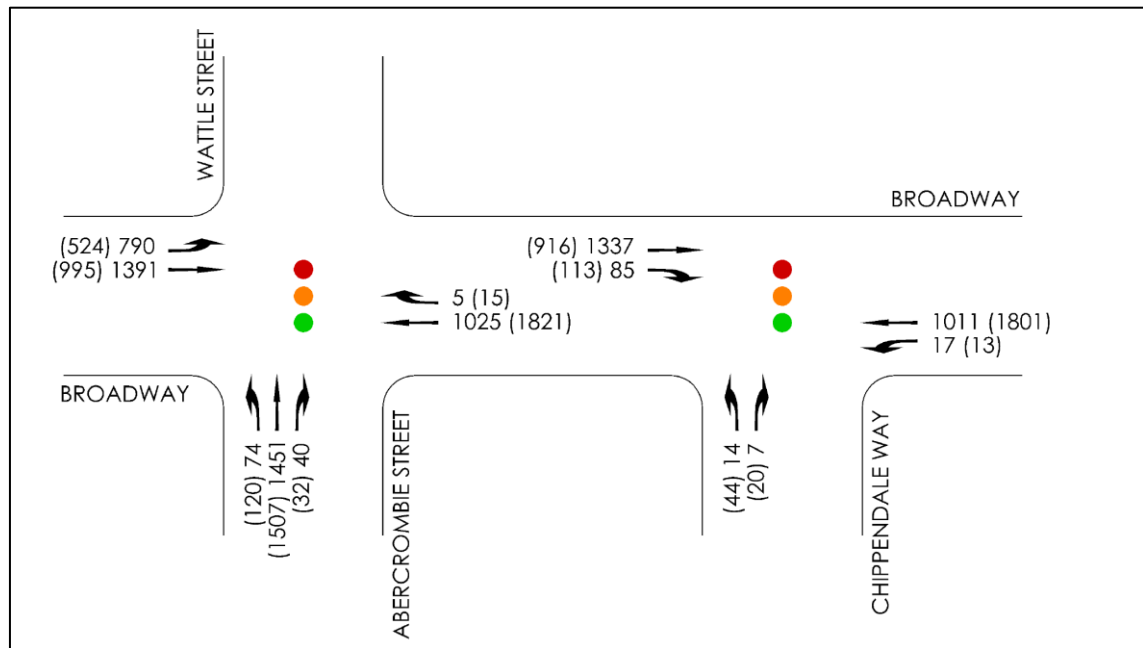 WATTLE STREET
BROADWAY
(524) 790
(995) 1391
(916) 1337
(113) 85
5 (15)
1025 (1821)
1011 (1801)
17 (13)
BROADWAY
(120) 74
(1507) 1451
(32) 40
ABERCROMBIE STREET
(44) 14
(20) 7
CHIPPENDALE WAY